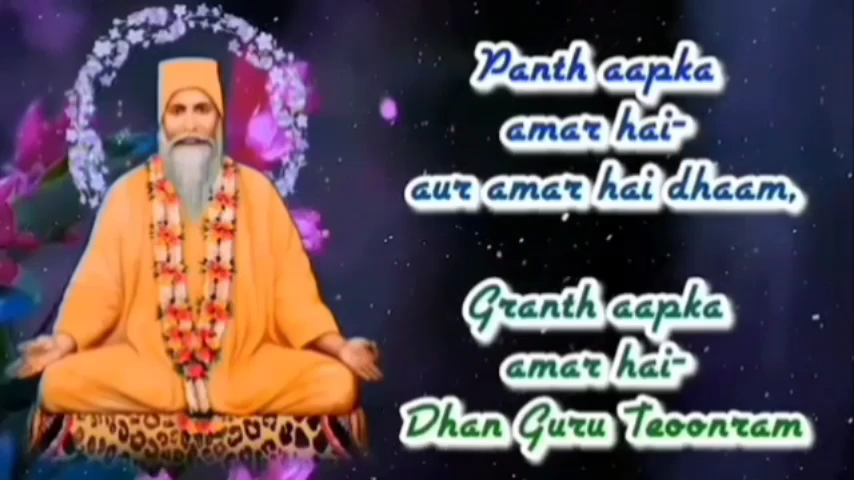 Panth aapka
amar hai-
aur amar hai dhaam,
Granth aapka
amar hai-
Dhan Guru Teoonram